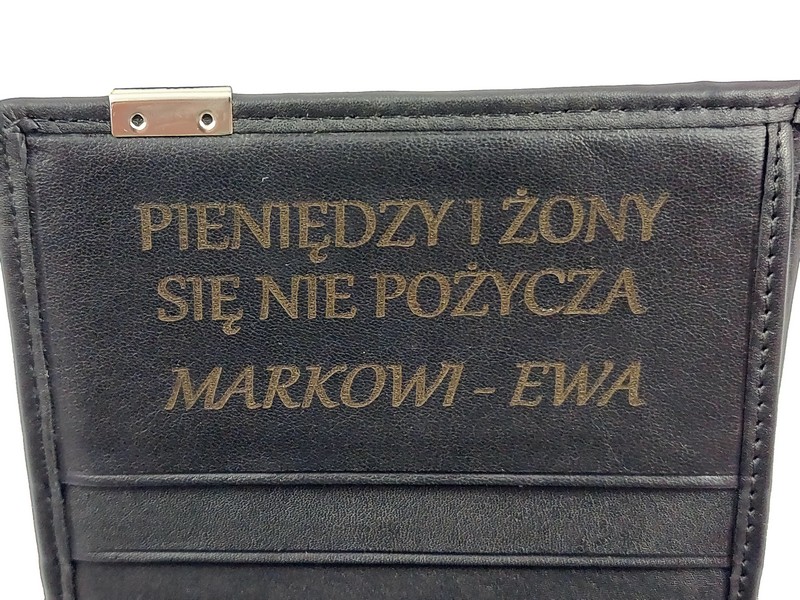 PIENIĘDZY I ŻONY
SIĘ NIE POŻYCZA
MARKOWI - EWA